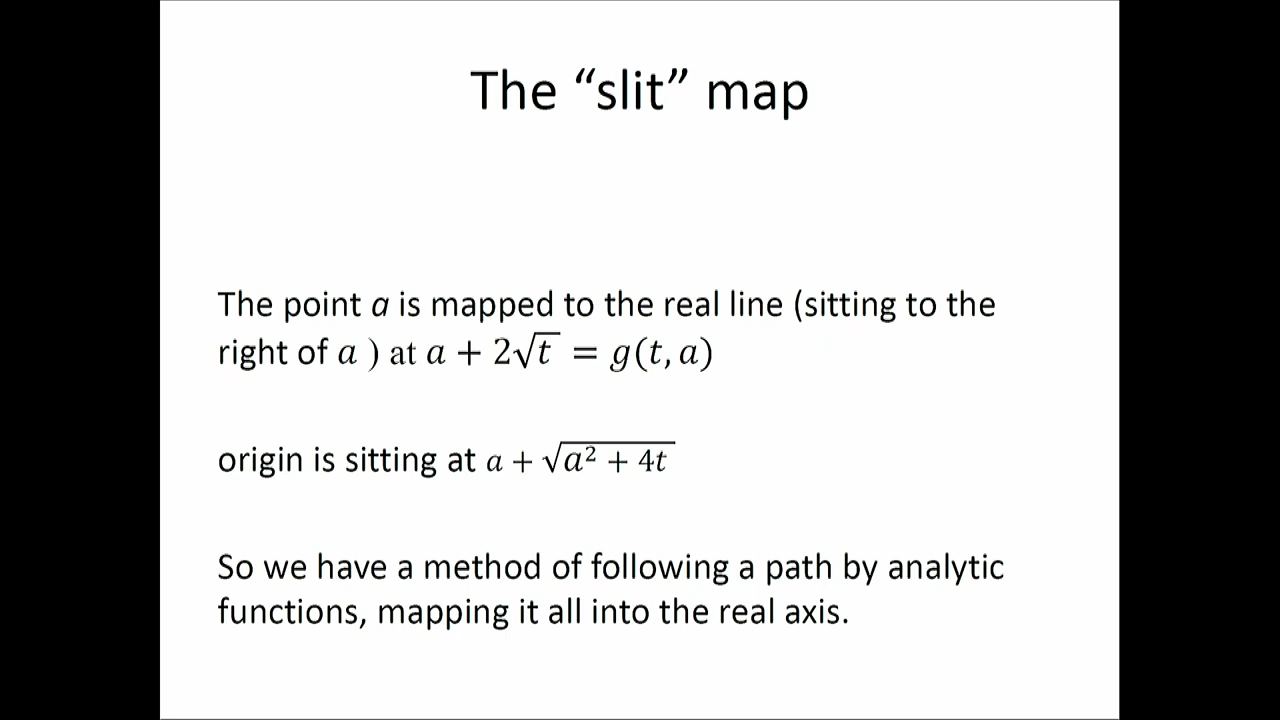 The “slit” map
The point a is mapped to the real line (sitting to the
right of a ) at a + 2√t = g(t, a)
origin is sitting at a + √(a² + 4t)
So we have a method of following a path by analytic
functions, mapping it all into the real axis.